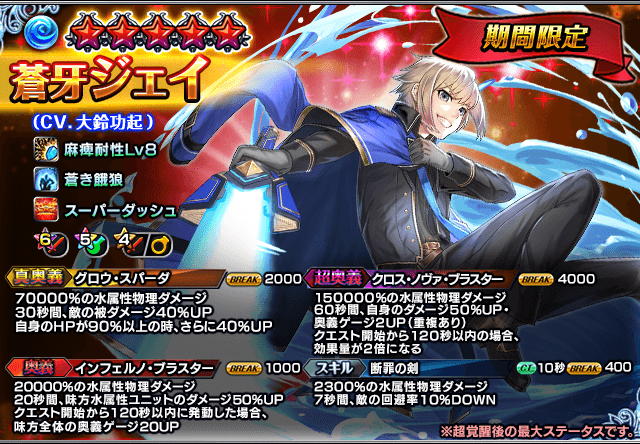 期間限定
蒼牙ジェイ
(CV.大鈴功起)
麻痺耐性Lv8
蒼き餓狼
スーパーダッシュ
6 5 4
真奥義 グロウ・スパーダ BREAK 2000
70000%の水属性物理ダメージ
30秒間、敵の被ダメージ40%UP
自身のHPが90%以上の時、さらに40%UP
超奥義 クロス・ノヴァ・ブラスター BREAK 4000
150000%の水属性物理ダメージ
60秒間、自身のダメージ50%UP・
奥義ゲージ2UP(重複あり)
クエスト開始から120秒以内の場合、
効果量が2倍になる
奥義 インフェルノ・ブラスター BREAK 1000
20000%の水属性物理ダメージ
20秒間、味方水属性ユニットのダメージ50%UP
クエスト開始から120秒以内に発動した場合、
味方全体の奥義ゲージ20UP
スキル 断罪の剣 CT 10秒 BREAK 400
2300%の水属性物理ダメージ
7秒間、敵の回避率10%DOWN
※超覚醒後の最大ステータスです。